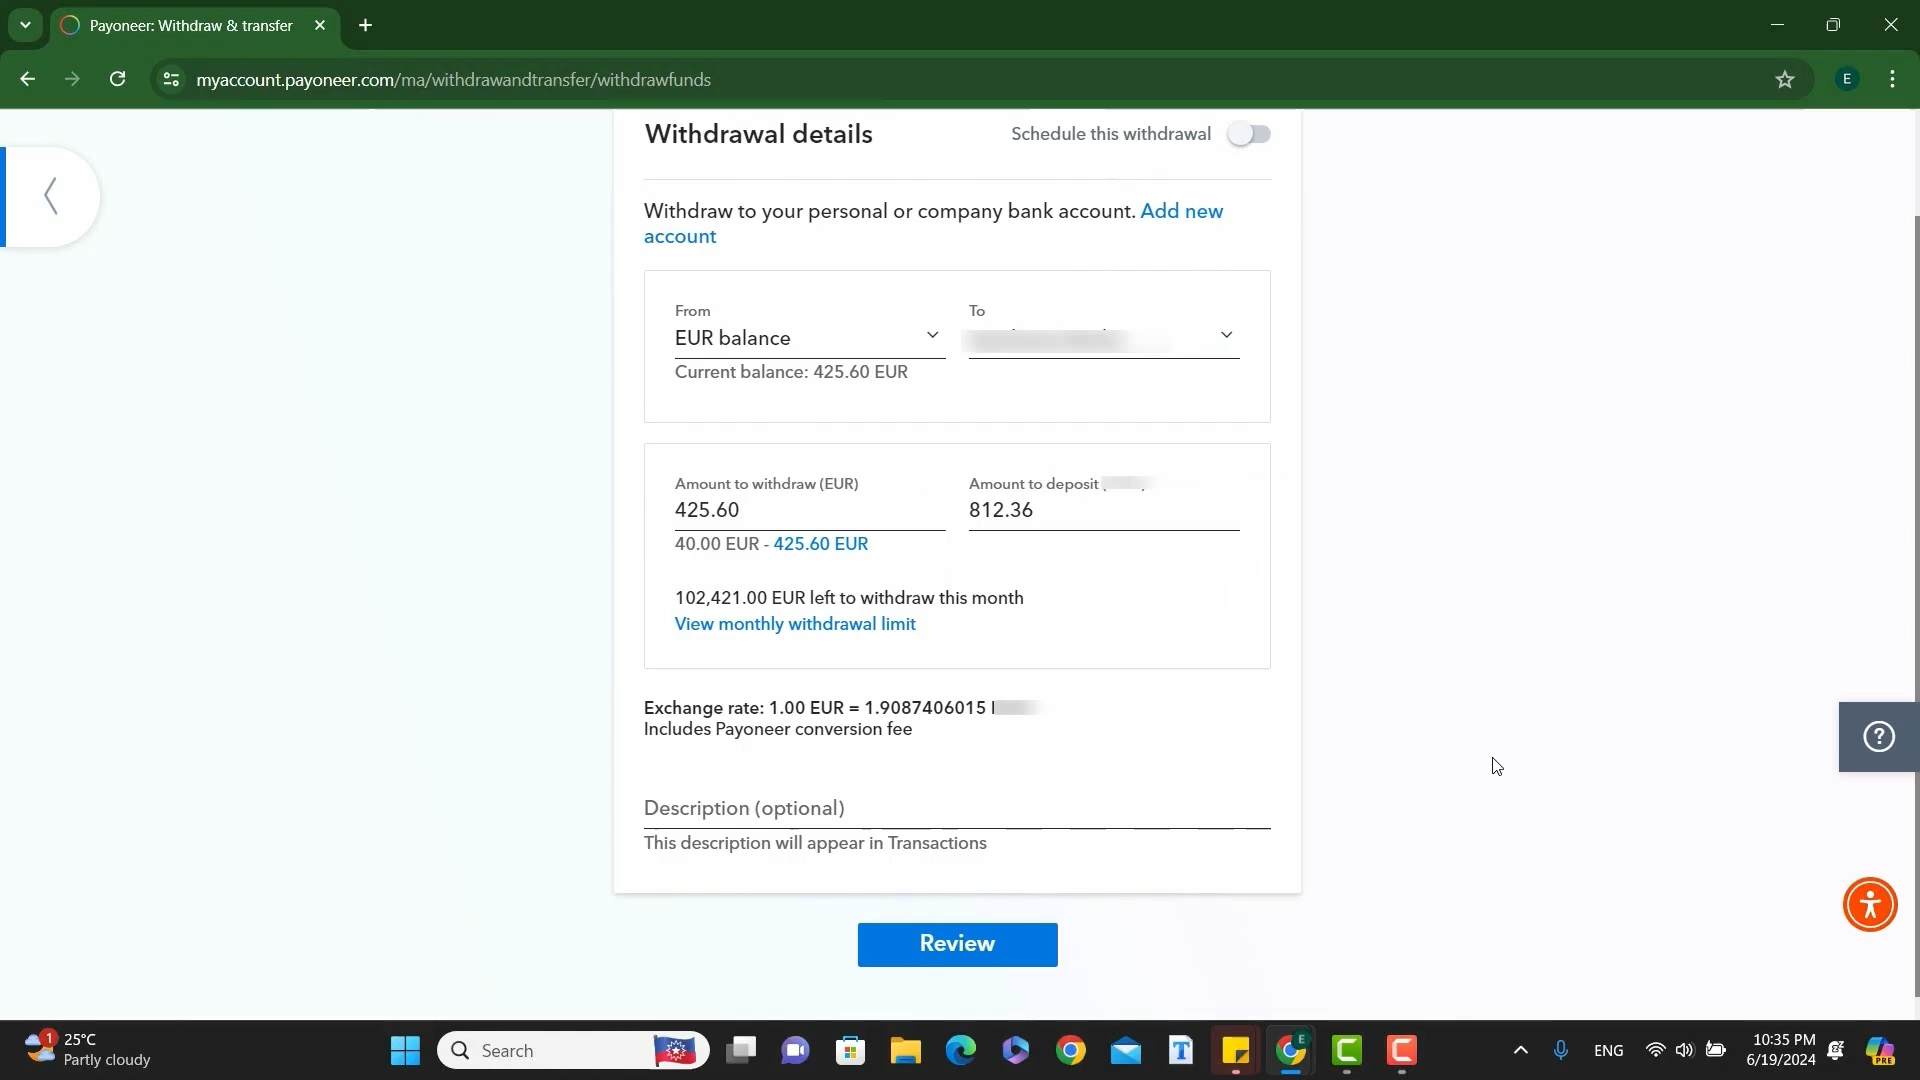 Payoneer: Withdraw & transfer
myaccount.payoneer.com/ma/withdrawandtransfer/withdrawfunds
E
Withdrawal details
Schedule this withdrawal
Withdraw to your personal or company bank account. Add new
account
From
To
EUR balance
Current balance: 425.60 EUR
Amount to withdraw (EUR)
Amount to deposit
425.60
812.36
40.00 EUR - 425.60 EUR
102,421.00 EUR left to withdraw this month
View monthly withdrawal limit
Exchange rate: 1.00 EUR = 1.9087406015
Includes Payoneer conversion fee
Description (optional)
This description will appear in Transactions
Review
1
25°C
Partly cloudy
Search
T
E
C
C
ENG
10:35 PM
6/19/2024
PRE